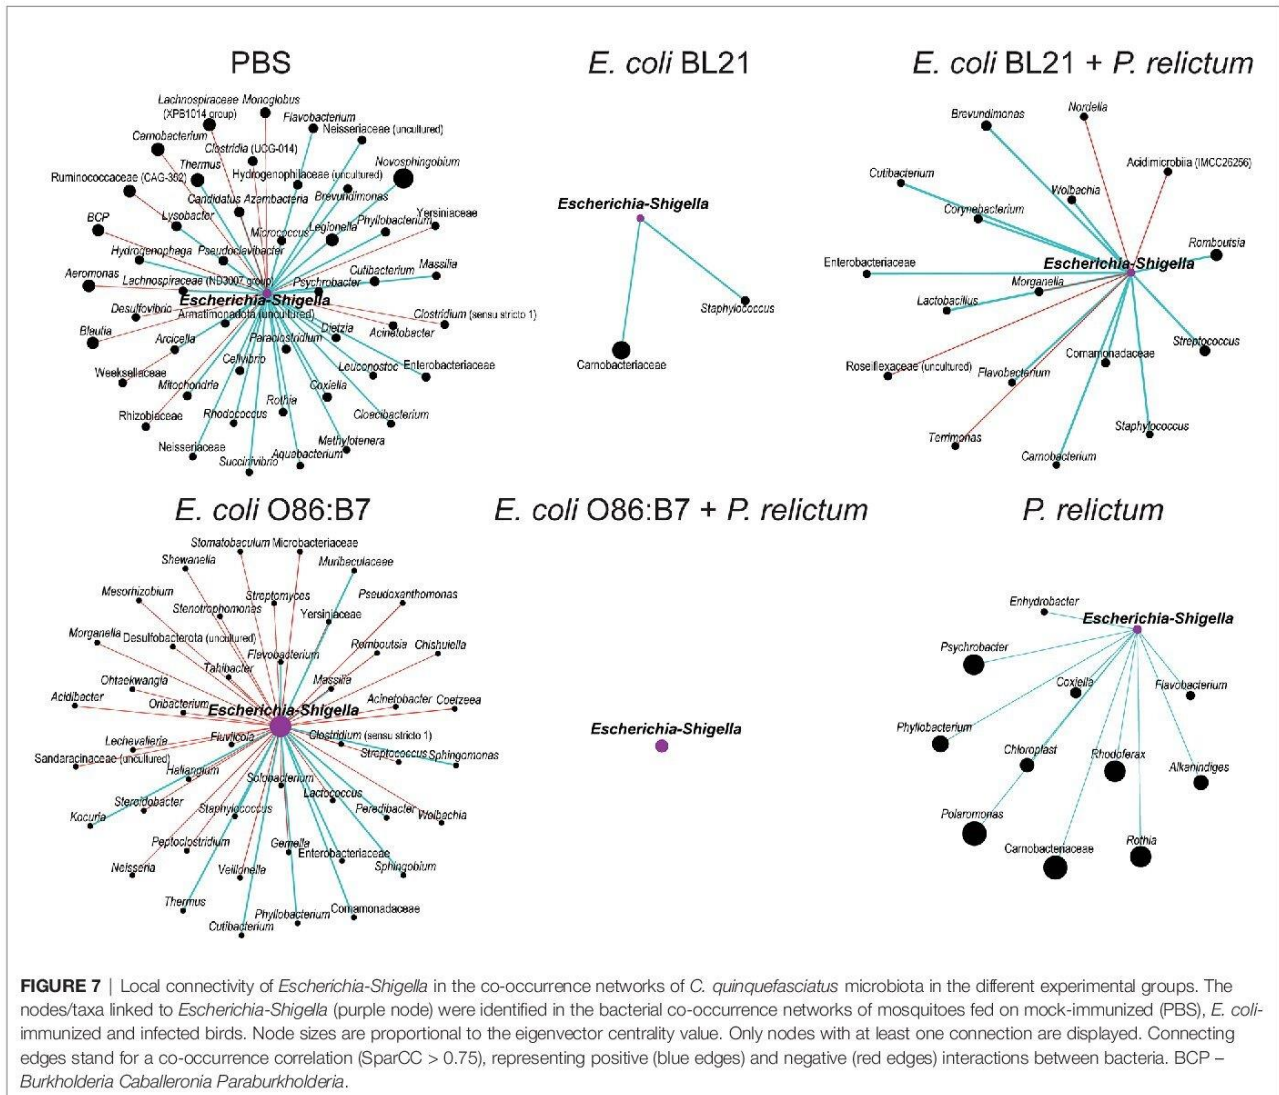 PBS
E. coli BL21
E. coli BL21 + P. relictum
Lachnospiraceae
(XPB1014 group)
Monoglobus
Flavobacterium
Neisseriaceae (uncultured)
Carnobacterium
Clostridia (UCG-014)
Thermus
Hydrogenophilaceae (uncultured)
Novosphingobium
Ruminococcaceae (CAG-352)
Candidatus Azambacteria
Brevundimonas
BCP
Lysobacter
Micrococcus
Legionella
Phyllobacterium
Yersiniaceae
Hydrogenophaga
Pseudoclavibacter
Aeromonas
Lachnospiraceae (ND3007 group)
Psychrobacter
Cutibacterium
Massilia
Escherichia-Shigella
Desulfovibrio
Armatimonadota (uncultured)
Clostridium (sensu stricto 1)
Blautia
Arcicella
Paraclostridium
Dietzia
Acinetobacter
Weeksellaceae
Cellvibrio
Leuconostoc
Enterobacteriaceae
Mitochondria
Coxiella
Rhizobiaceae
Rhodococcus
Rothia
Cloacibacterium
Neisseriaceae
Succinivibrio
Aquabacterium
Methylotenera
Escherichia-Shigella
Staphylococcus
Carnobacteriaceae
Brevundimonas
Nordella
Acidimicrobiia (IMCC26256)
Cutibacterium
Wolbachia
Corynebacterium
Romboutsia
Enterobacteriaceae
Escherichia-Shigella
Morganella
Lactobacillus
Streptococcus
Comamonadaceae
Roseiflexaceae (uncultured)
Flavobacterium
Staphylococcus
Terrimonas
Carnobacterium
E. coli O86:B7
E. coli O86:B7 + P. relictum
P. relictum
Stomatobaculum
Microbacteriaceae
Shewanella
Muribaculaceae
Mesorhizobium
Streptomyces
Pseudoxanthomonas
Stenotrophomonas
Yersiniaceae
Morganella
Desulfobacterota (uncultured)
Romboutsia
Chishuiella
Flavobacterium
Tahibacter
Ohtaekwangia
Massilia
Acidibacter
Oribacterium
Acinetobacter
Coetzeea
Escherichia-Shigella
Lechevalieria
Fluviicola
Clostridium (sensu stricto 1)
Sandaracinaceae (uncultured)
Streptococcus
Sphingomonas
Haliangium
Solobacterium
Steroidobacter
Lactococcus
Kocuria
Staphylococcus
Peredibacter
Wolbachia
Peptoclostridium
Gemella
Enterobacteriaceae
Neisseria
Veillonella
Sphingobium
Thermus
Phyllobacterium
Comamonadaceae
Cutibacterium
Escherichia-Shigella
Enhydrobacter
Escherichia-Shigella
Psychrobacter
Coxiella
Flavobacterium
Phyllobacterium
Chloroplast
Rhodoferax
Alkanindiges
Polaromonas
Carnobacteriaceae
Rothia
FIGURE 7 | Local connectivity of Escherichia-Shigella in the co-occurrence networks of C. quinquefasciatus microbiota in the different experimental groups. The
nodes/taxa linked to Escherichia-Shigella (purple node) were identified in the bacterial co-occurrence networks of mosquitoes fed on mock-immunized (PBS), E. coli-
immunized and infected birds. Node sizes are proportional to the eigenvector centrality value. Only nodes with at least one connection are displayed. Connecting
edges stand for a co-occurrence correlation (SparCC > 0.75), representing positive (blue edges) and negative (red edges) interactions between bacteria. BCP –
Burkholderia Caballeronia Paraburkholderia.